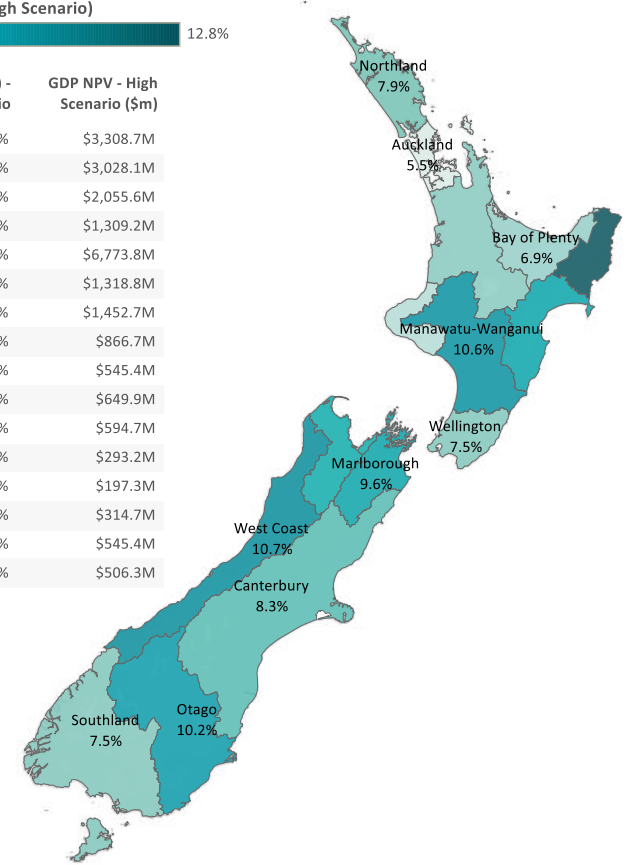 gh Scenario)
12.8%
) - GDP NPV - High
io Scenario ($m)
% $3,308.7M
% $3,028.1M
% $2,055.6M
% $1,309.2M
% $6,773.8M
% $1,318.8M
% $1,452.7M
% $866.7M
% $545.4M
% $649.9M
% $594.7M
% $293.2M
% $197.3M
% $314.7M
% $545.4M
% $506.3M
Northland
7.9%
Auckland
5.5%
Bay of Plenty
6.9%
Manawatu-Wanganui
10.6%
Wellington
7.5%
Marlborough
9.6%
West Coast
10.7%
Canterbury
8.3%
Otago
10.2%
Southland
7.5%